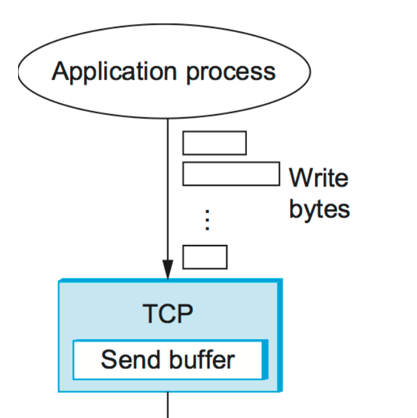 Application process
Write
bytes
TCP
Send buffer